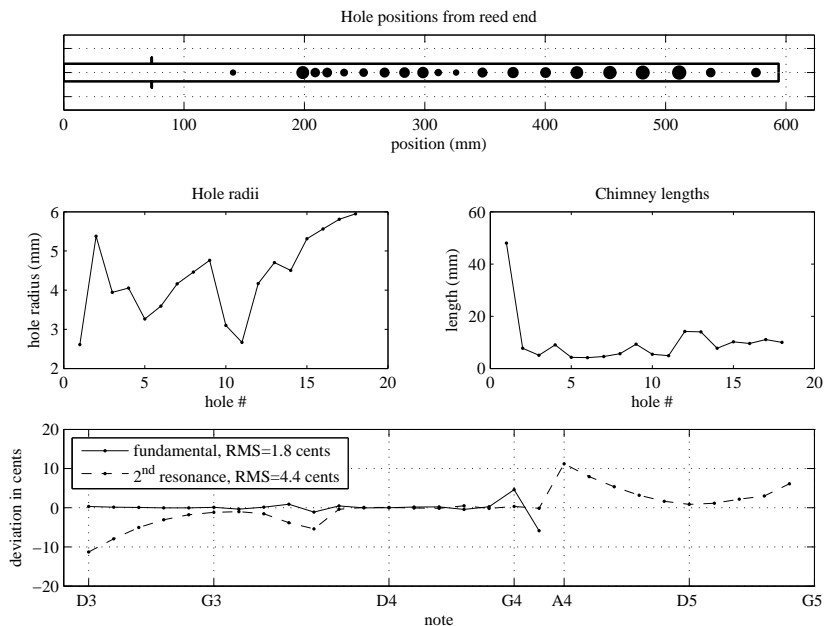 Hole positions from reed end
0 100 200 300 400 500 600
position (mm)
Hole radii
6
5
4
3
2
hole radius (mm)
0 5 10 15 20
hole #
Chimney lengths
60
40
20
0
length (mm)
0 5 10 15 20
hole #
20
10
0
−10
−20
deviation in cents
fundamental, RMS=1.8 cents
2nd resonance, RMS=4.4 cents
D3 G3 D4 G4 A4 D5 G5
note